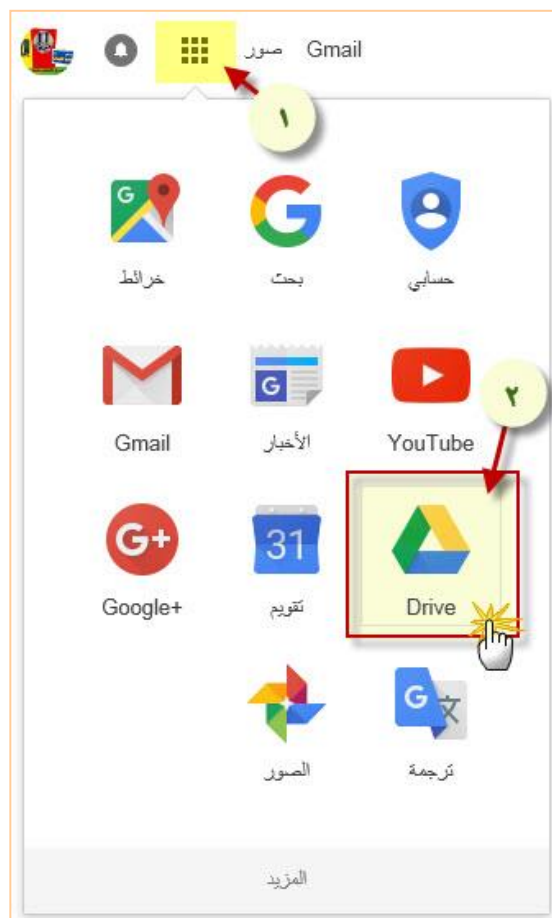 Gmail صور
١
حسابي بحث خرائط
٢
YouTube الأخبار Gmail
31
Drive تقويم Google+
ترجمة الصور
المزيد